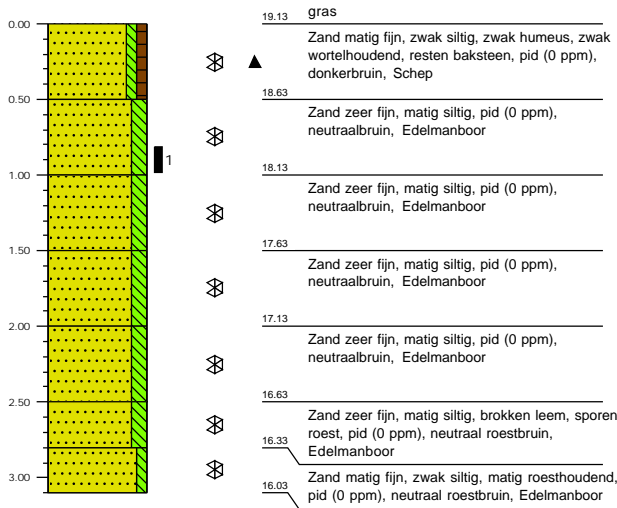 0.00
0.50
1.00
1.50
2.00
2.50
3.00
1
19.13 gras
Zand matig fijn, zwak siltig, zwak humeus, zwak
wortelhoudend, resten baksteen, pid (0 ppm),
donkerbruin, Schep
18.63
Zand zeer fijn, matig siltig, pid (0 ppm),
neutraalbruin, Edelmanboor
18.13
Zand zeer fijn, matig siltig, pid (0 ppm),
neutraalbruin, Edelmanboor
17.63
Zand zeer fijn, matig siltig, pid (0 ppm),
neutraalbruin, Edelmanboor
17.13
Zand zeer fijn, matig siltig, pid (0 ppm),
neutraalbruin, Edelmanboor
16.63
Zand zeer fijn, matig siltig, brokken leem, sporen
roest, pid (0 ppm), neutraal roestbruin,
Edelmanboor
16.33
Zand matig fijn, zwak siltig, matig roesthoudend,
pid (0 ppm), neutraal roestbruin, Edelmanboor
16.03